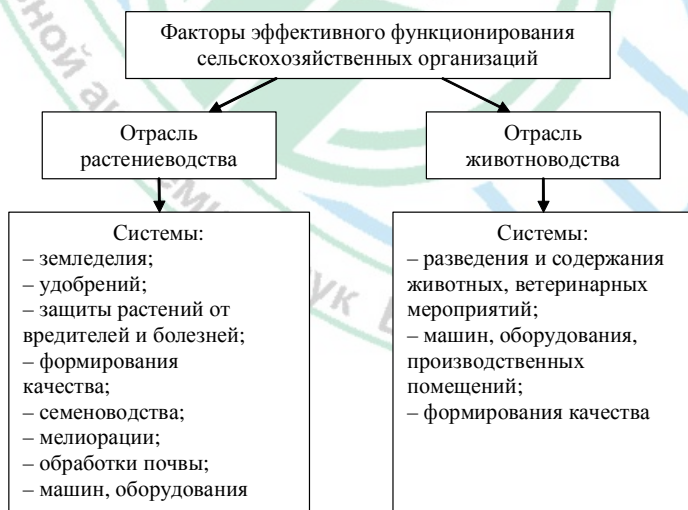 Факторы эффективного функционирования
сельскохозяйственных организаций
Отрасль
растениеводства
Отрасль
животноводства
Системы:
– земледелия;
– удобрений;
– защиты растений от
вредителей и болезней;
– формирования
качества;
– семеноводства;
– мелиорации;
– обработки почвы;
– машин, оборудования
Системы:
– разведения и содержания
животных, ветеринарных
мероприятий;
– машин, оборудования,
производственных
помещений;
– формирования качества